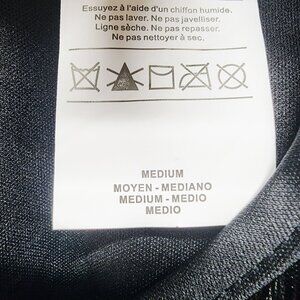 Essuyez à l'aide d'un chiffon humide.
Ne pas laver. Ne pas javelliser.
Ligne sèche. Ne pas repasser.
Ne pas nettoyer à sec.
MEDIUM
MOYEN - MEDIANO
MEDIUM - MEDIO
MEDIO